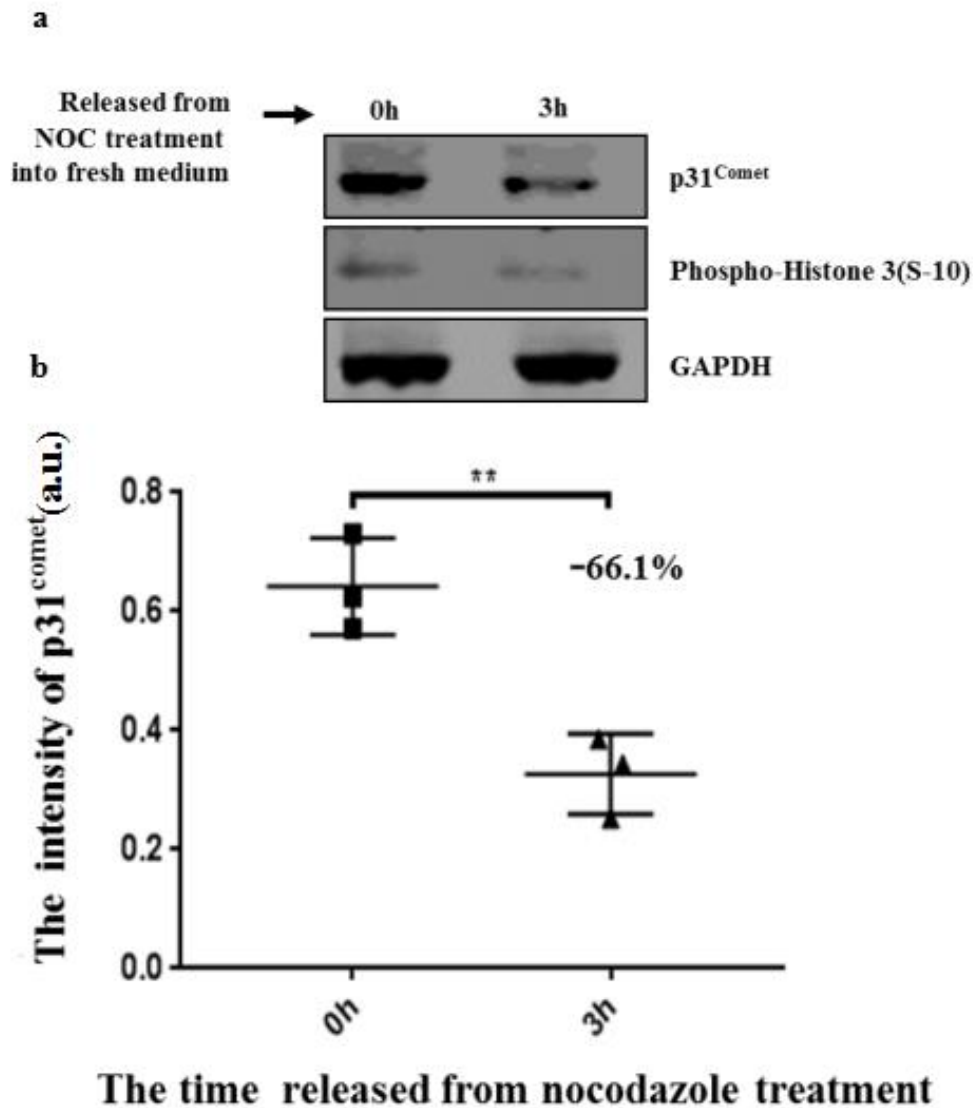 a
Released from
NOC treatment
into fresh medium
0h 3h
p31Comet
Phospho-Histone 3(S-10)
GAPDH
b
The intensity of p31comet(a.u.)
0.8
0.6
0.4
0.2
0.0
**
-66.1%
0h 3h
The time released from nocodazole treatment